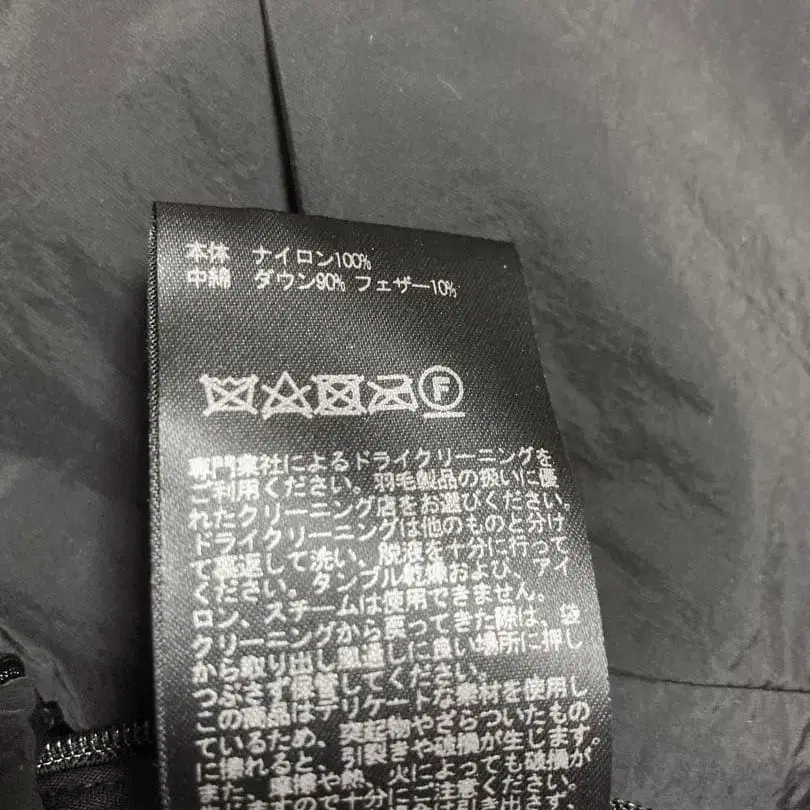 本体 ナイロン100%
中綿 ダウン90% フェザー10%
F
専門業社によるドライクリーニングを
ご利用ください。羽毛製品の扱いに優
れたクリーニング店をお選びください。
ドライクリーニングは他のものと分け
て裏返して洗い、脱液を十分に行って
ください。タンブル乾燥および、アイ
ロン、スチームは使用できません。
クリーニングから戻ってきた際は、袋
から取り出し風通しに良い場所に押し
つぶさず保管してください。
この商品はデリケートな素材を使用し
ているため、突起物やざらついたもの
に擦れると、引裂きや破損が生じます。
また、摩擦や熱、火によっても破損が